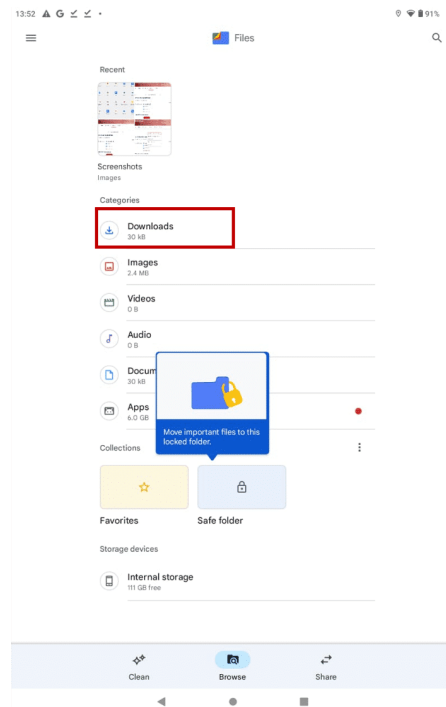 13:52
91%
Files
Recent
Screenshots
Images
Categories
Downloads
30 kB
Images
2.4 MB
Videos
0 B
Audio
0 B
Docum
30 kB
Apps
6.0 GB
Move important files to this
locked folder.
Collections
Favorites
Safe folder
Storage devices
Internal storage
111 GB free
Clean
Browse
Share